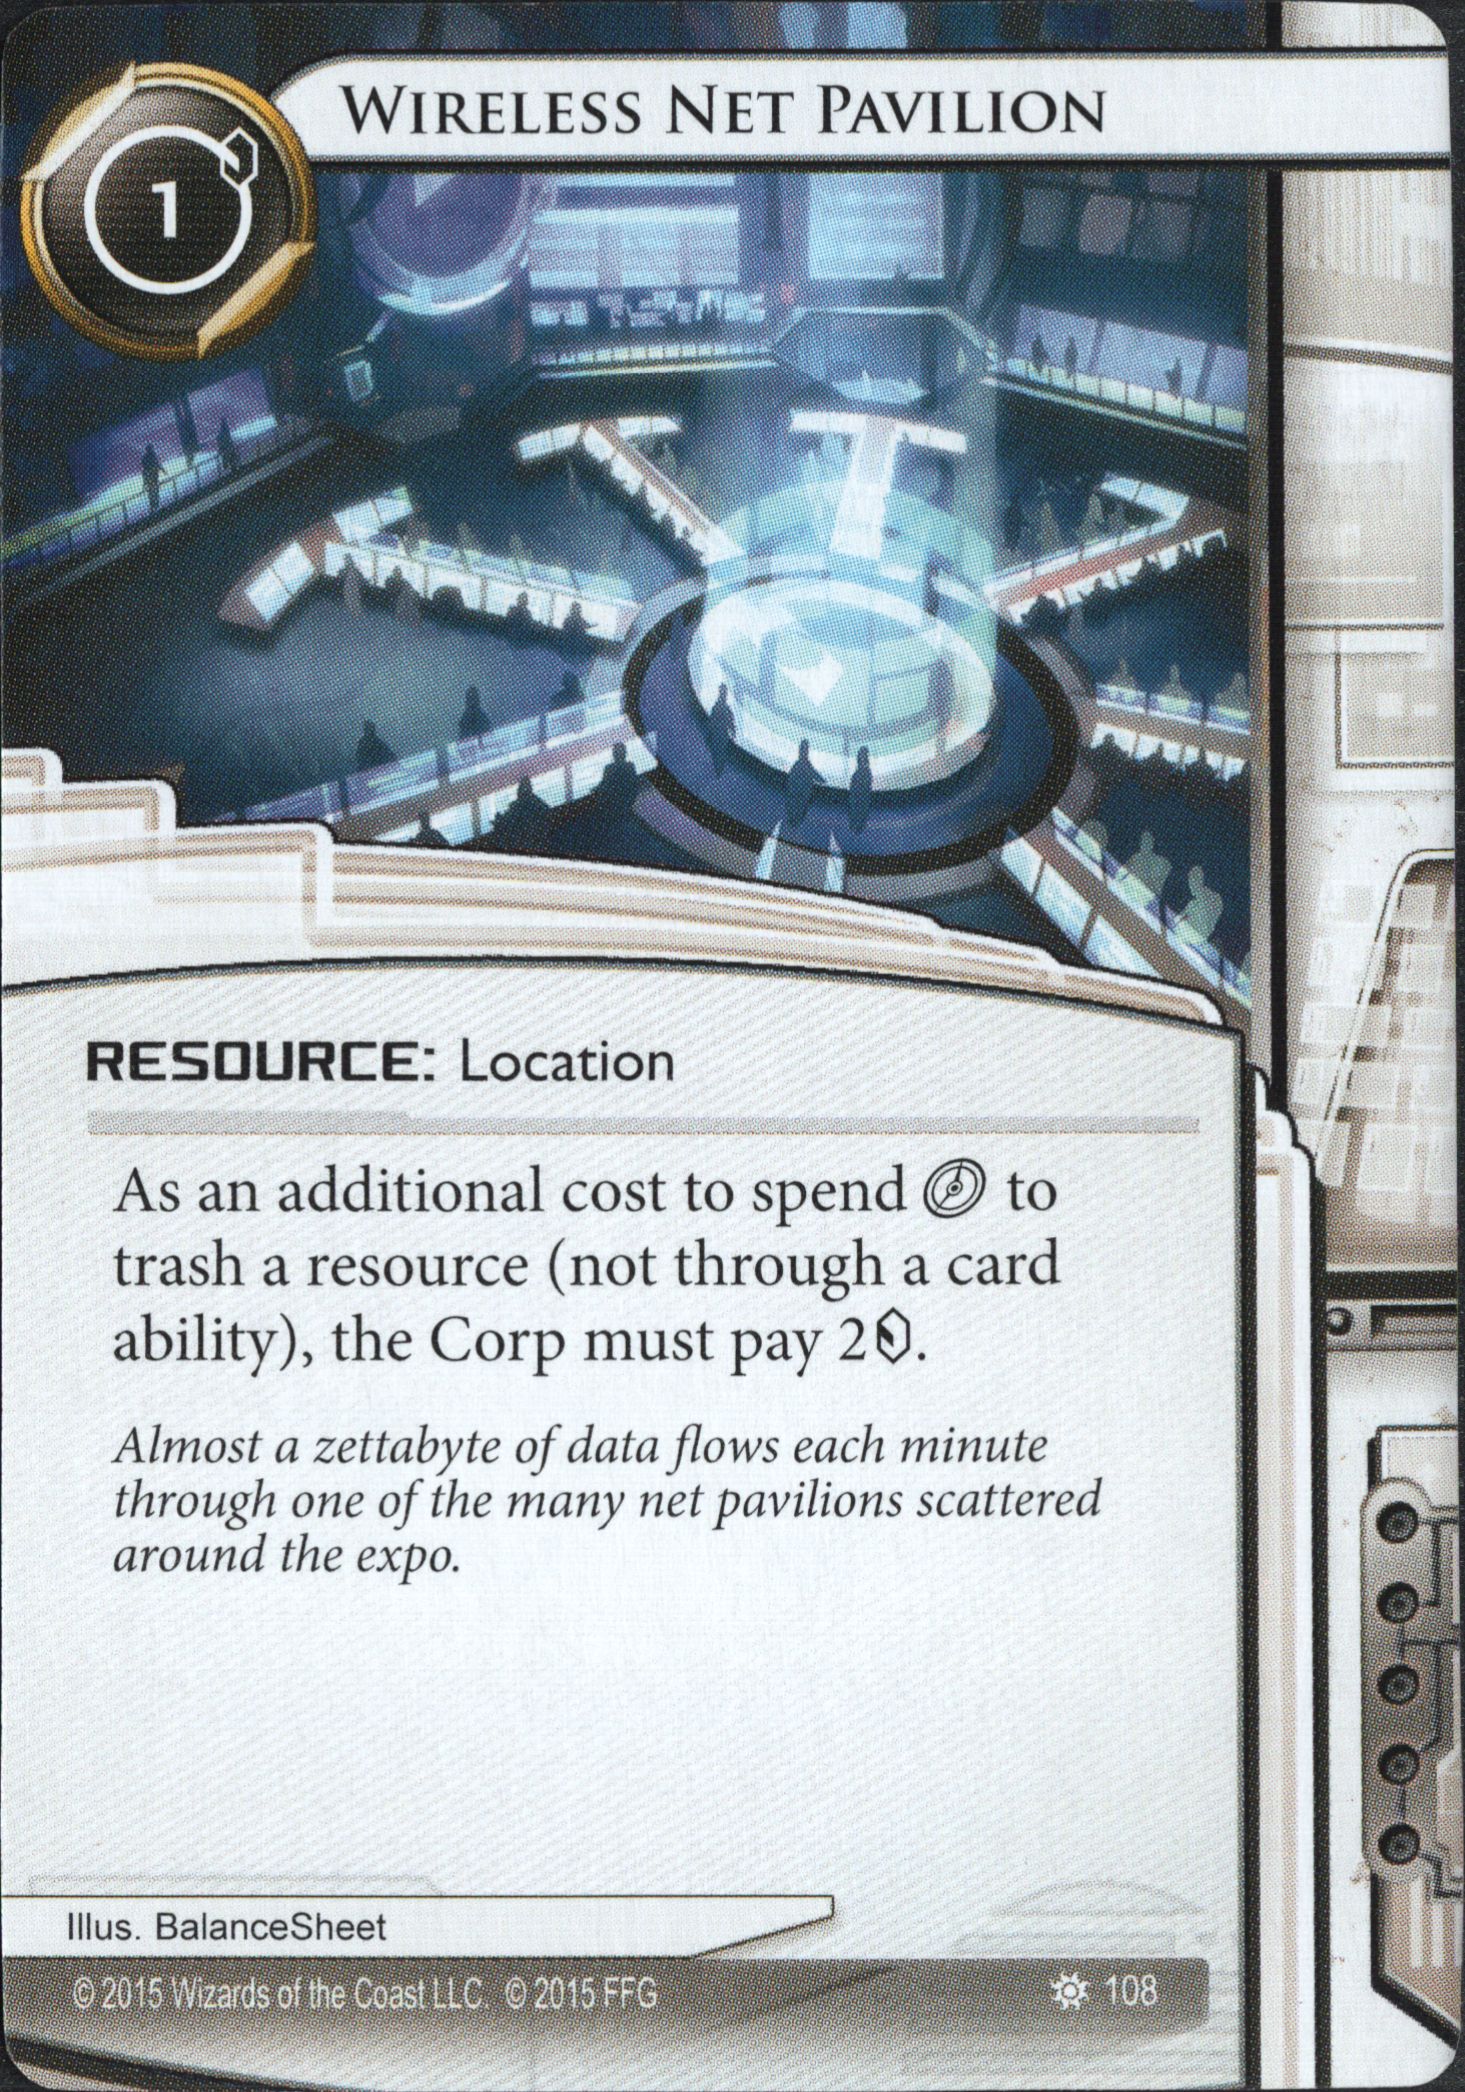 WIRELESS NET PAVILION
1
RESOURCE: Location
As an additional cost to spend to
trash a resource (not through a card
ability), the Corp must pay 2.
Almost a zettabyte of data flows each minute
through one of the many net pavilions scattered
around the expo.
Illus. BalanceSheet
© 2015 Wizards of the Coast LLC. © 2015 FFG
108